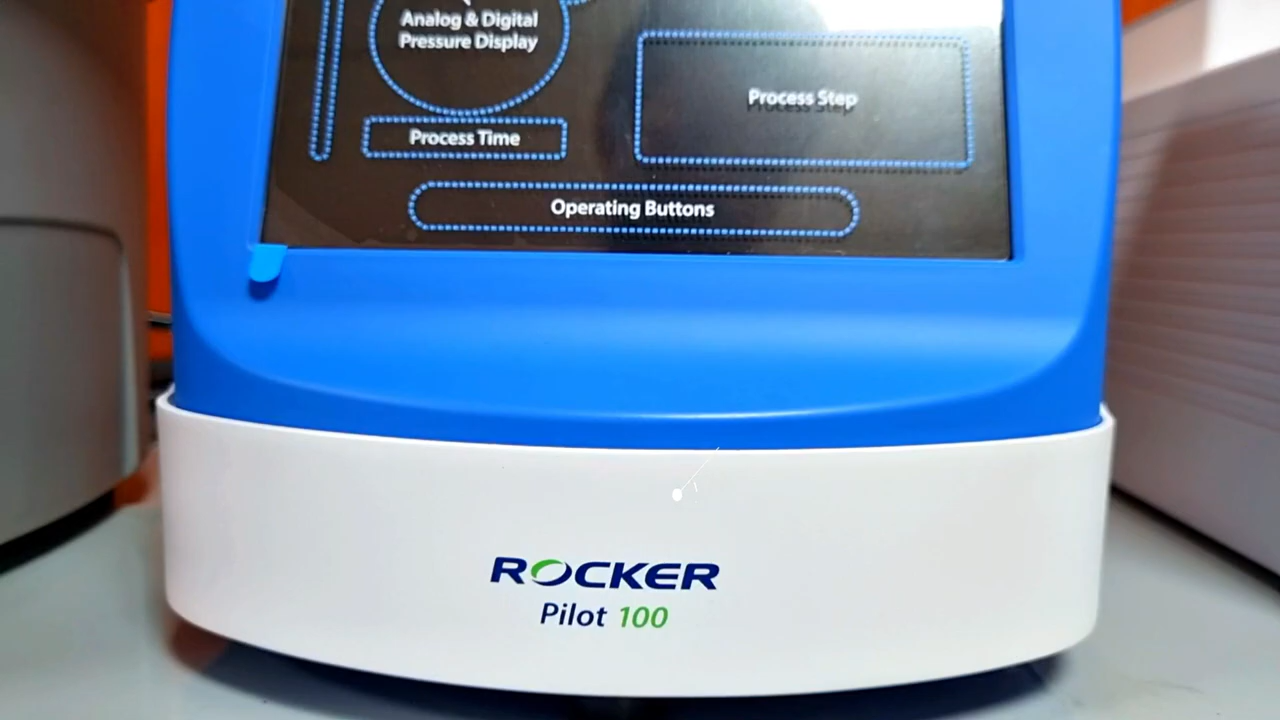 Analog & Digital
Pressure Display
Process Time
Process Step
Operating Buttons
ROCKER
Pilot 100